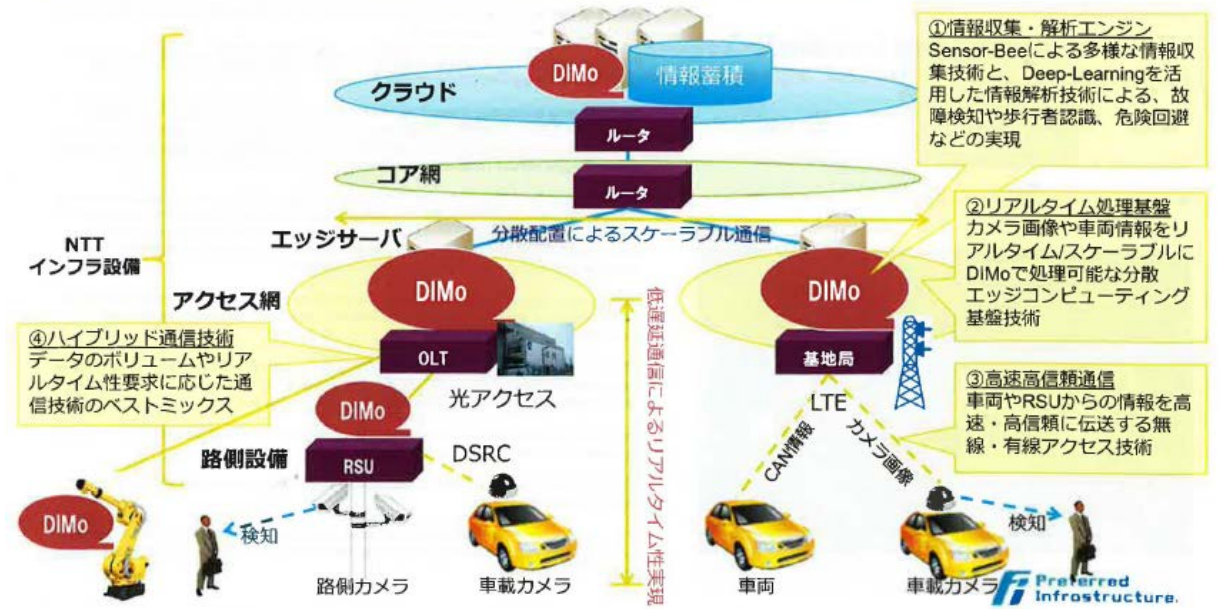 ①情報収集・解析エンジン
Sensor-Beeによる多様な情報収
集技術と、Deep-Learningを活
用した情報解析技術による、故
障検知や歩行者認識、危険回避
などの実現
DIMo
情報蓄積
クラウド
ルータ
コア網
ルータ
②リアルタイム処理基盤
カメラ画像や車両情報をリ
アルタイム/スケーラブルに
DIMoで処理可能な分散
エッジコンピューティング
基盤技術
エッジサーバ
分散配置によるスケーラブル通信
NTT
インフラ設備
DIMo
DIMo
アクセス網
低遅延通信によるリアルタイム性実現
④ハイブリッド通信技術
データのボリュームやリア
ルタイム性要求に応じた通
信技術のベストミックス
OLT
基地局
光アクセス
LTE
③高速高信頼通信
車両やRSUからの情報を高
速・高信頼に伝送する無
線・有線アクセス技術
DIMo
CAN情報
カメラ画像
路側設備
RSU
DSRC
DIMo
検知
検知
路側カメラ
車載カメラ
車両
車載カメラ
Preferred
Infrastructure.